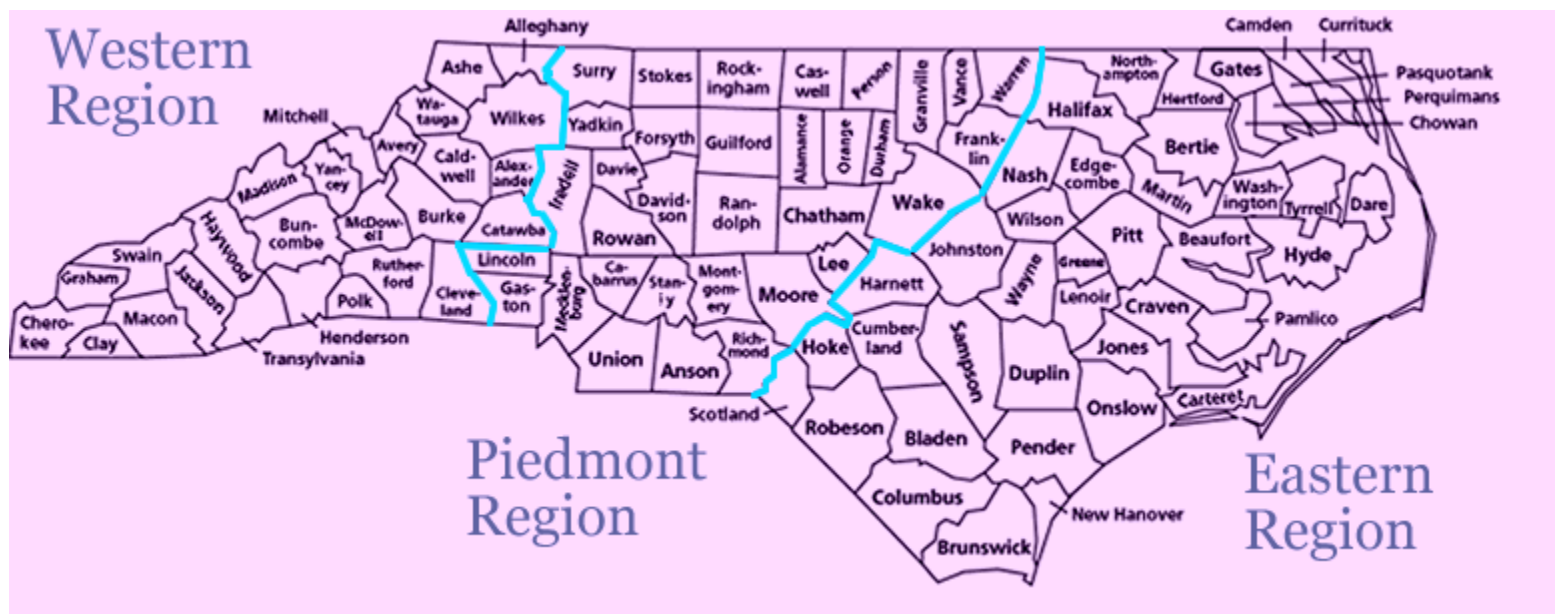 Western
Region
Alleghany
Camden
Currituck
Ashe
Surry
Stokes
Rock-
ingham
Cas-
well
Person
Granville
Vance
Warren
North-
ampton
Gates
Pasquotank
Perquimans
Chowan
Hertford
Halifax
Mitchell
Wa-
tauga
Wilkes
Yadkin
Forsyth
Guilford
Alamance
Orange
Durham
Frank-
lin
Nash
Edge-
combe
Bertie
Avery
Cald-
well
Alex-
ander
Iredell
Davie
Madison
Yan-
cey
Burke
Catawba
David-
son
Ran-
dolph
Chatham
Wake
Wilson
Martin
Wash-
ington
Tyrrell
Dare
Haywood
Bun-
combe
McDow-
ell
Rowan
Johnston
Pitt
Beaufort
Hyde
Swain
Graham
Jackson
Ruther-
ford
Polk
Cleve-
land
Lincoln
Gas-
ton
Mecklen-
burg
Ca-
barrus
Stan-
iy
Mont-
gom-
ery
Moore
Lee
Harnett
Wayne
Greene
Lenoir
Craven
Pamlico
Chero-
kee
Clay
Macon
Transylvania
Henderson
Union
Anson
Rich-
mond
Hoke
Cumber-
land
Sampson
Duplin
Jones
Onslow
Carteret
Scotland
Robeson
Bladen
Pender
Columbus
Brunswick
New Hanover
Piedmont
Region
Eastern
Region